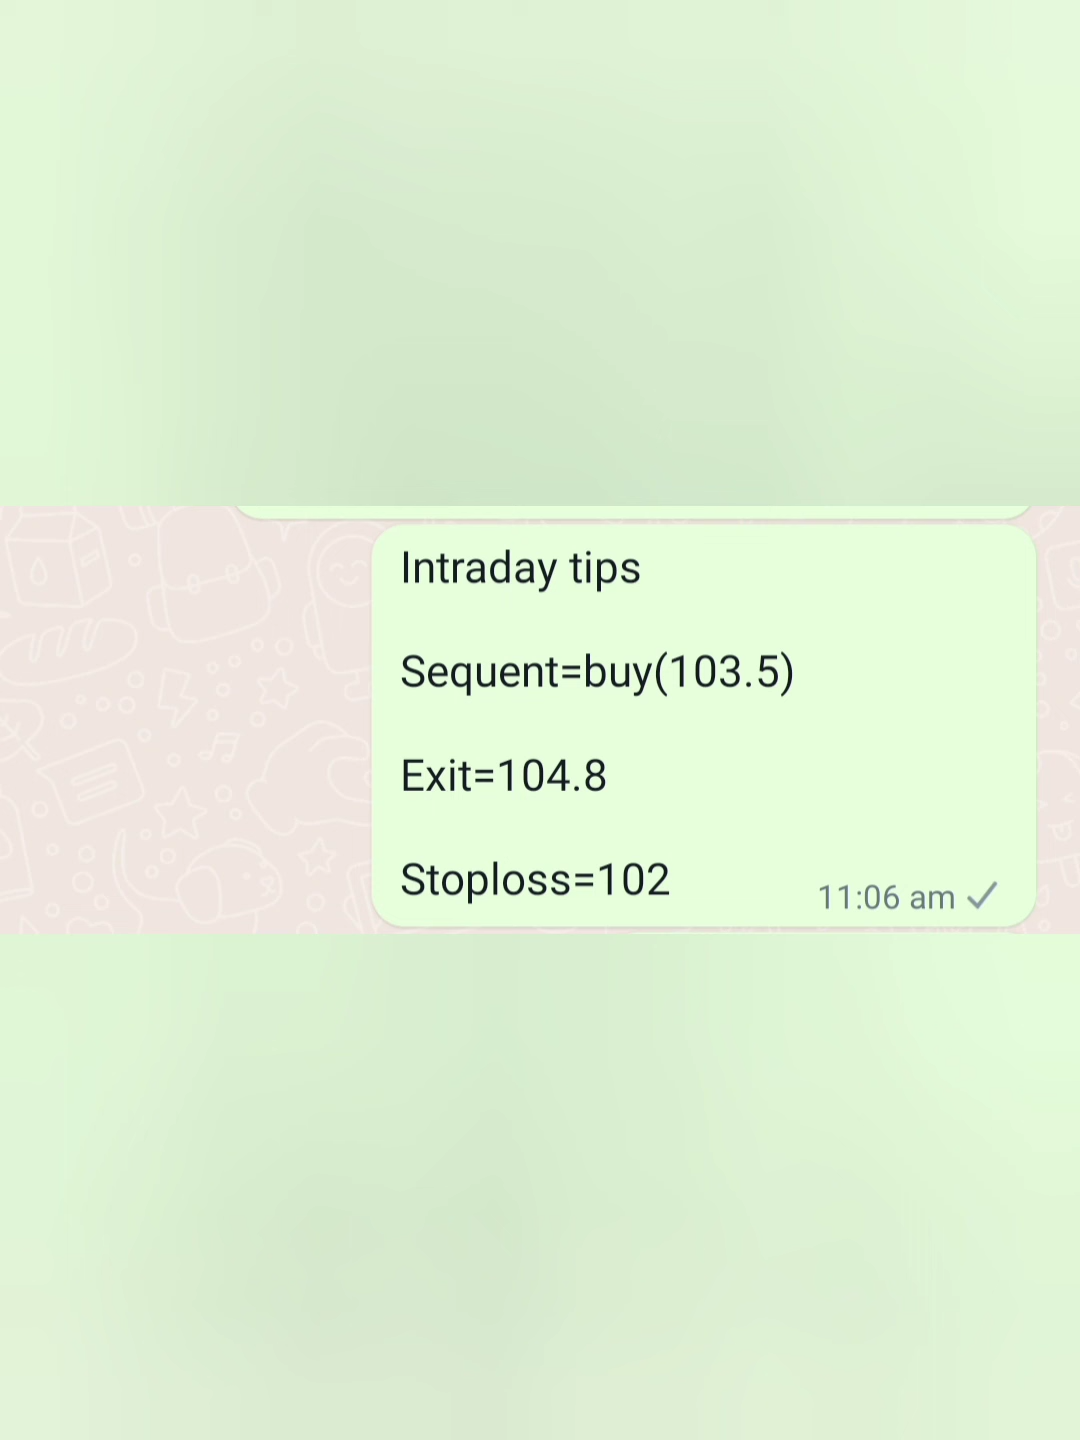 Intraday tips
Sequent=buy(103.5)
Exit=104.8
Stoploss=102
11:06 am